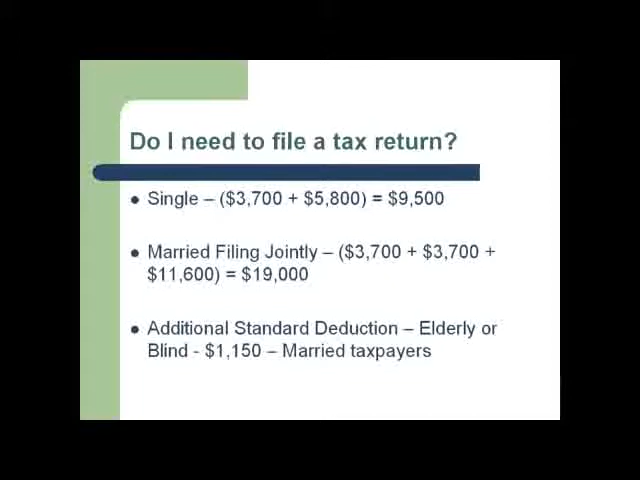 Do I need to file a tax return?
● Single – ($3,700 + $5,800) = $9,500
● Married Filing Jointly – ($3,700 + $3,700 +
$11,600) = $19,000
● Additional Standard Deduction – Elderly or
Blind - $1,150 – Married taxpayers